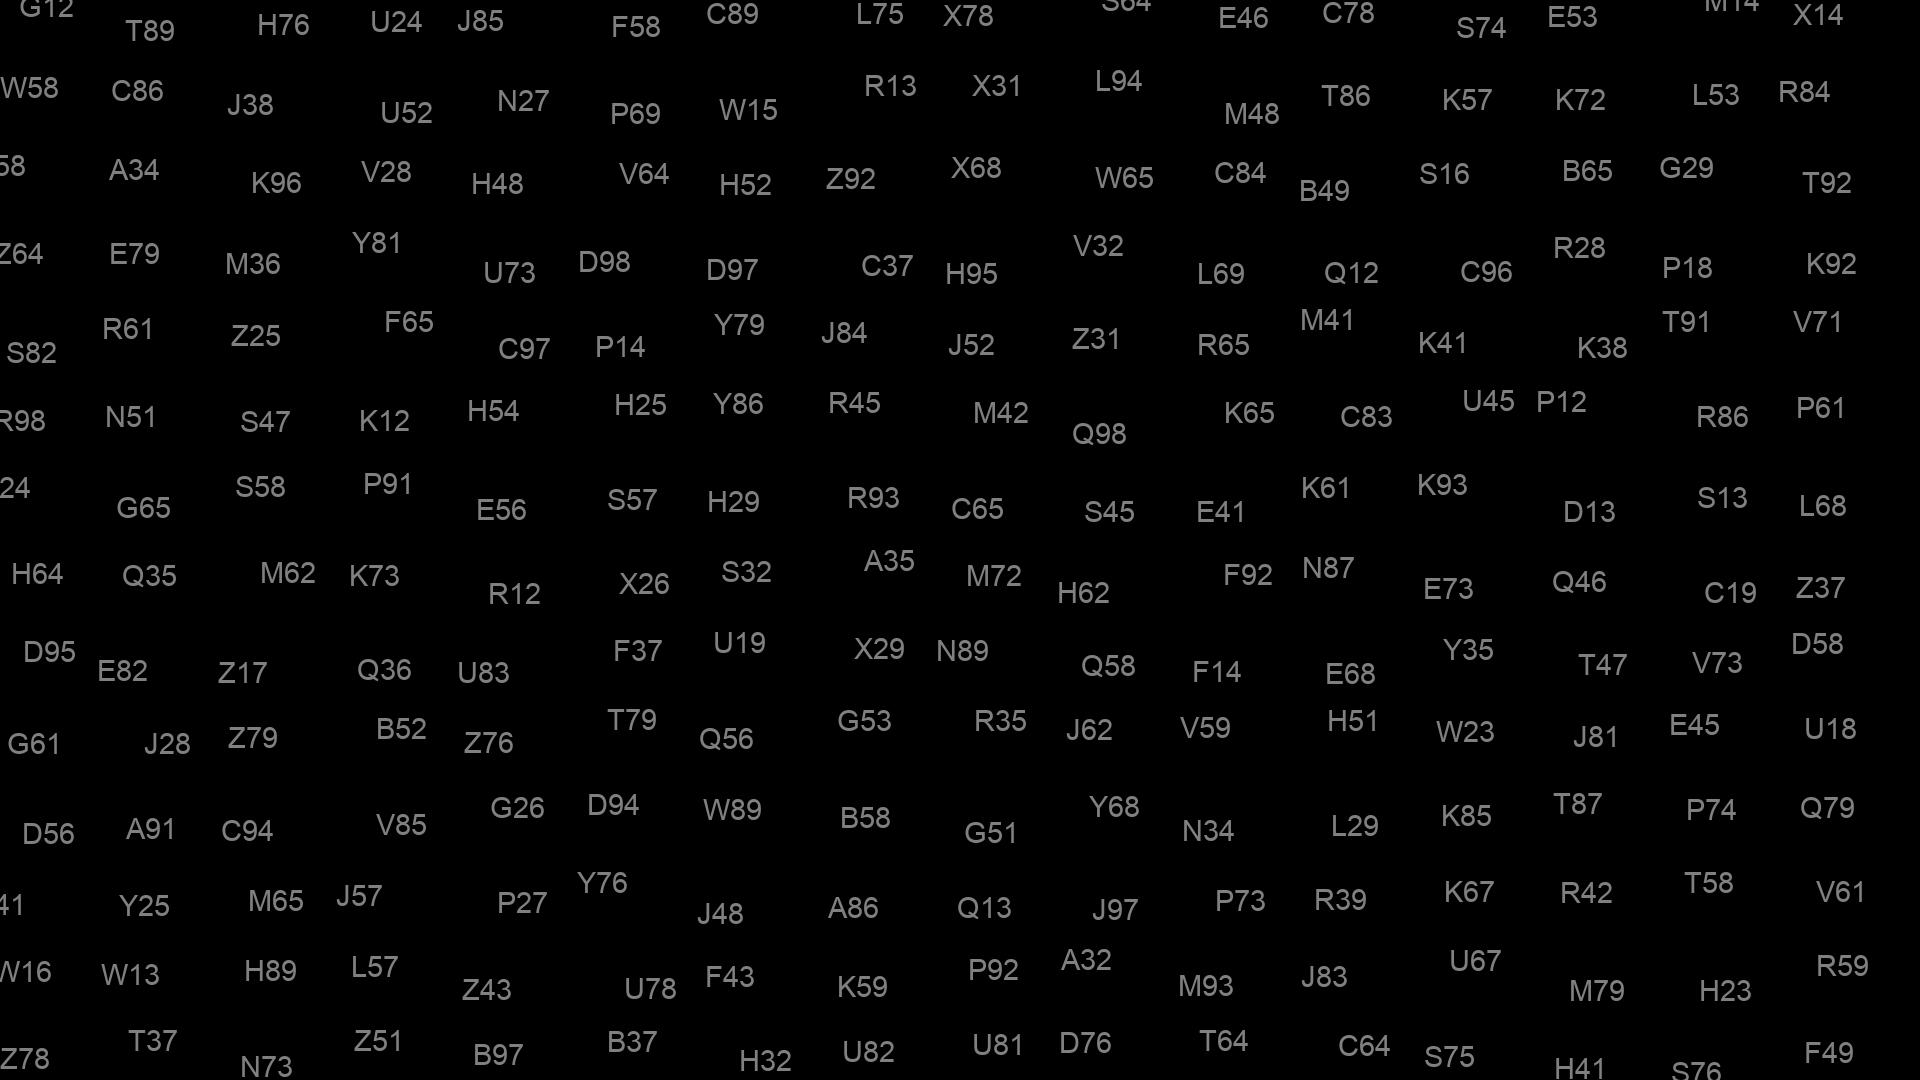 G12 T89 H76 U24 J85 F58 C89 L75 X78 S64 E46 C78 S74 E53 M14 X14
W58 C86 J38 U52 N27 P69 W15 R13 X31 L94 M48 T86 K57 K72 L53 R84
58 A34 K96 V28 H48 V64 H52 Z92 X68 W65 C84 B49 S16 B65 G29 T92
Z64 E79 M36 Y81 U73 D98 D97 C37 H95 V32 L69 Q12 C96 R28 P18 K92
S82 R61 Z25 F65 C97 P14 Y79 J84 J52 Z31 R65 M41 K41 K38 T91 V71
R98 N51 S47 K12 H54 H25 Y86 R45 M42 Q98 K65 C83 U45 P12 R86 P61
24 G65 S58 P91 E56 S57 H29 R93 C65 S45 E41 K61 K93 D13 S13 L68
H64 Q35 M62 K73 R12 X26 S32 A35 M72 H62 F92 N87 E73 Q46 C19 Z37
D95 E82 Z17 Q36 U83 F37 U19 X29 N89 Q58 F14 E68 Y35 T47 V73 D58
G61 J28 Z79 B52 Z76 T79 Q56 G53 R35 J62 V59 H51 W23 J81 E45 U18
D56 A91 C94 V85 G26 D94 W89 B58 G51 Y68 N34 L29 K85 T87 P74 Q79
41 Y25 M65 J57 P27 Y76 J48 A86 Q13 J97 P73 R39 K67 R42 T58 V61
W16 W13 H89 L57 Z43 U78 F43 K59 P92 A32 M93 J83 U67 M79 H23 R59
Z78 T37 N73 Z51 B97 B37 H32 U82 U81 D76 T64 C64 S75 H41 S76 F49